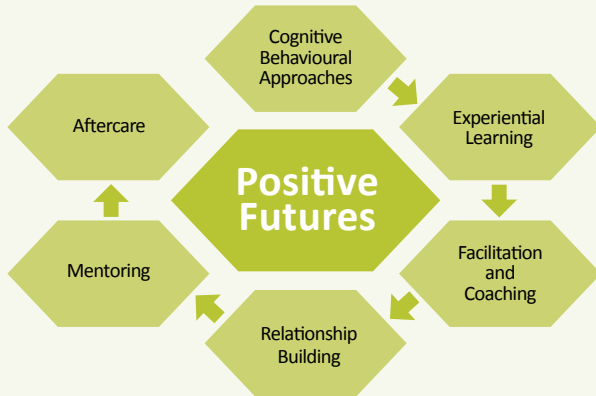 Cognitive
Behavioural
Approaches
Experiential
Learning
Facilitation
and
Coaching
Relationship
Building
Mentoring
Aftercare
Positive
Futures